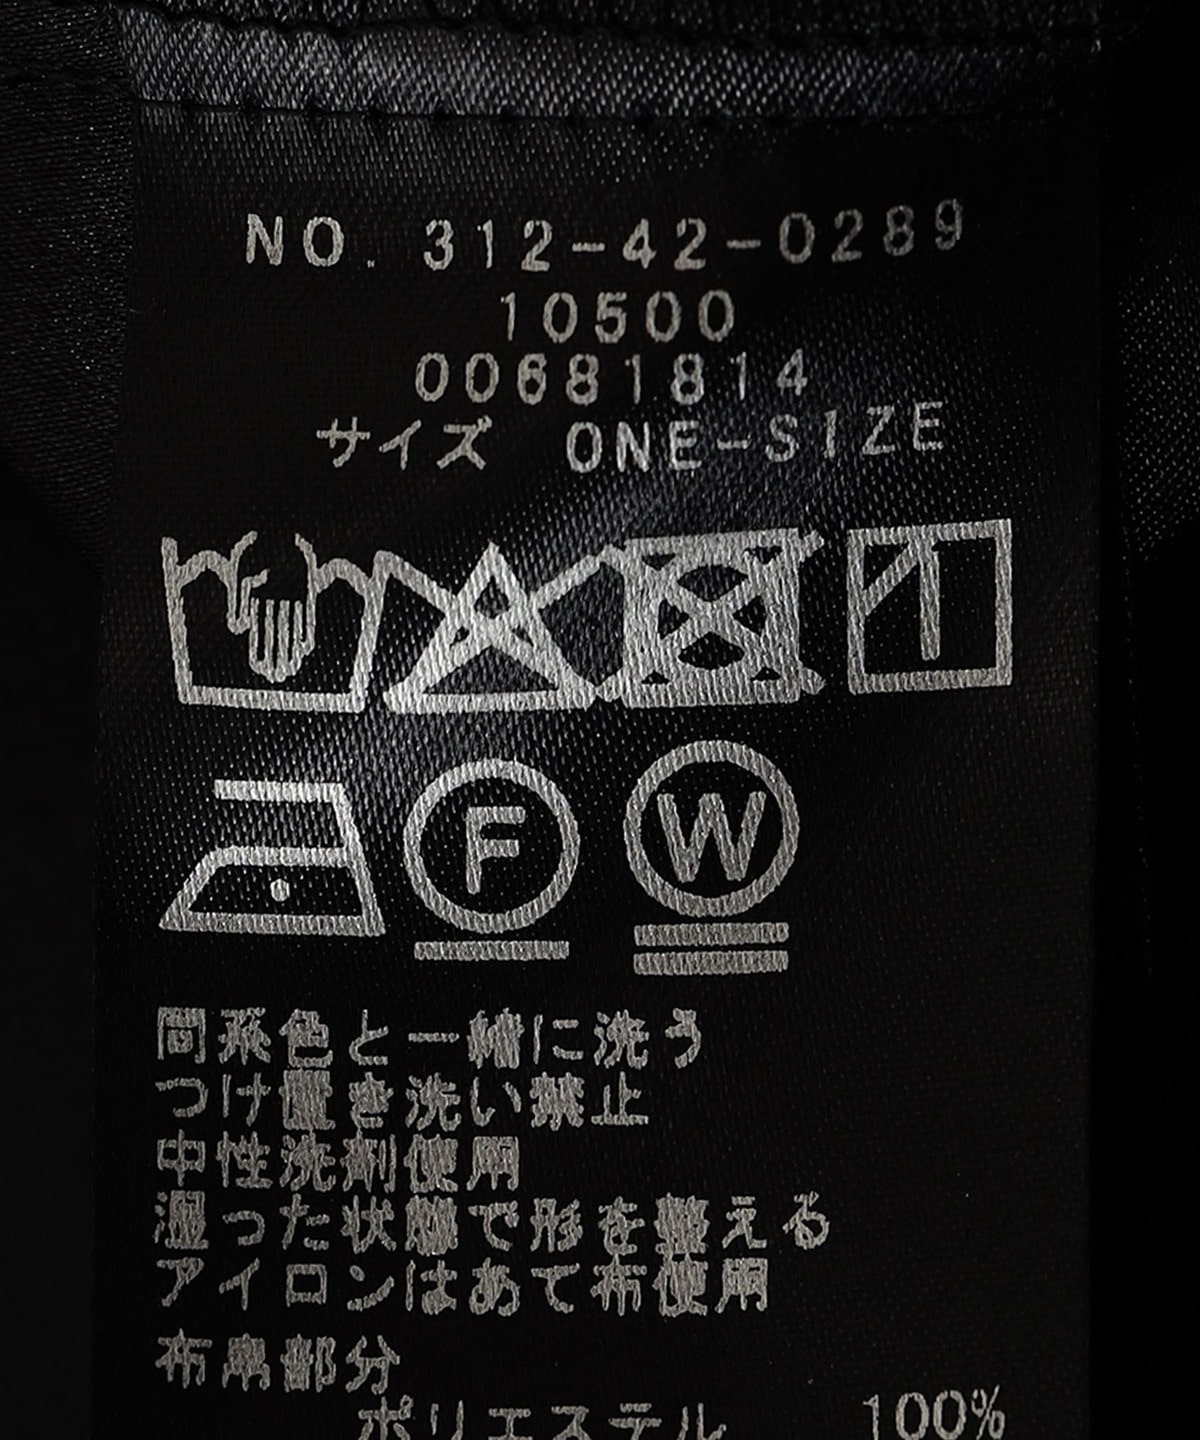 NO. 312-42-0289
10500
00681814
サイズ ONE-SIZE
F W
同系色と一緒に洗う
つけ置き洗い禁止
中性洗剤使用
湿った状態で形を整える
アイロンはあて布使用
布帛部分
ポリエステル 100%